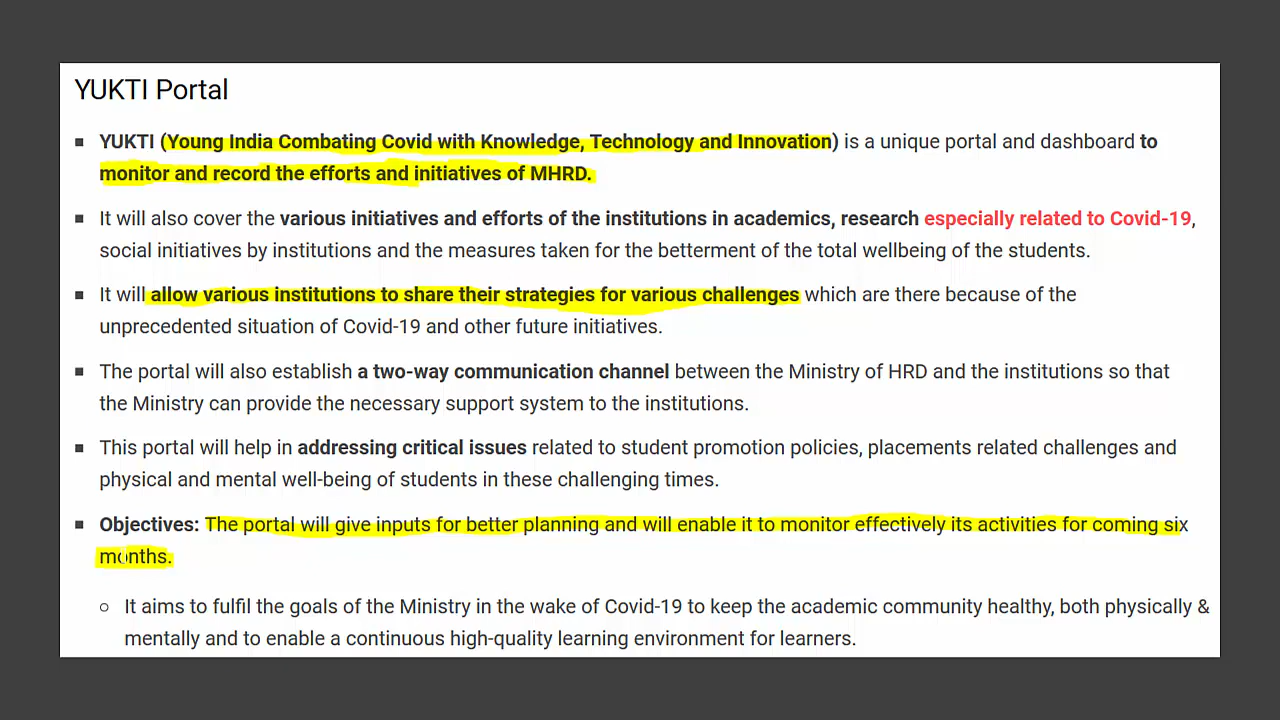 YUKTI Portal
▪ YUKTI (Young India Combating Covid with Knowledge, Technology and Innovation) is a unique portal and dashboard to
monitor and record the efforts and initiatives of MHRD.
▪ It will also cover the various initiatives and efforts of the institutions in academics, research especially related to Covid-19,
social initiatives by institutions and the measures taken for the betterment of the total wellbeing of the students.
▪ It will allow various institutions to share their strategies for various challenges which are there because of the
unprecedented situation of Covid-19 and other future initiatives.
▪ The portal will also establish a two-way communication channel between the Ministry of HRD and the institutions so that
the Ministry can provide the necessary support system to the institutions.
▪ This portal will help in addressing critical issues related to student promotion policies, placements related challenges and
physical and mental well-being of students in these challenging times.
▪ Objectives: The portal will give inputs for better planning and will enable it to monitor effectively its activities for coming six
months.
○ It aims to fulfil the goals of the Ministry in the wake of Covid-19 to keep the academic community healthy, both physically &
mentally and to enable a continuous high-quality learning environment for learners.